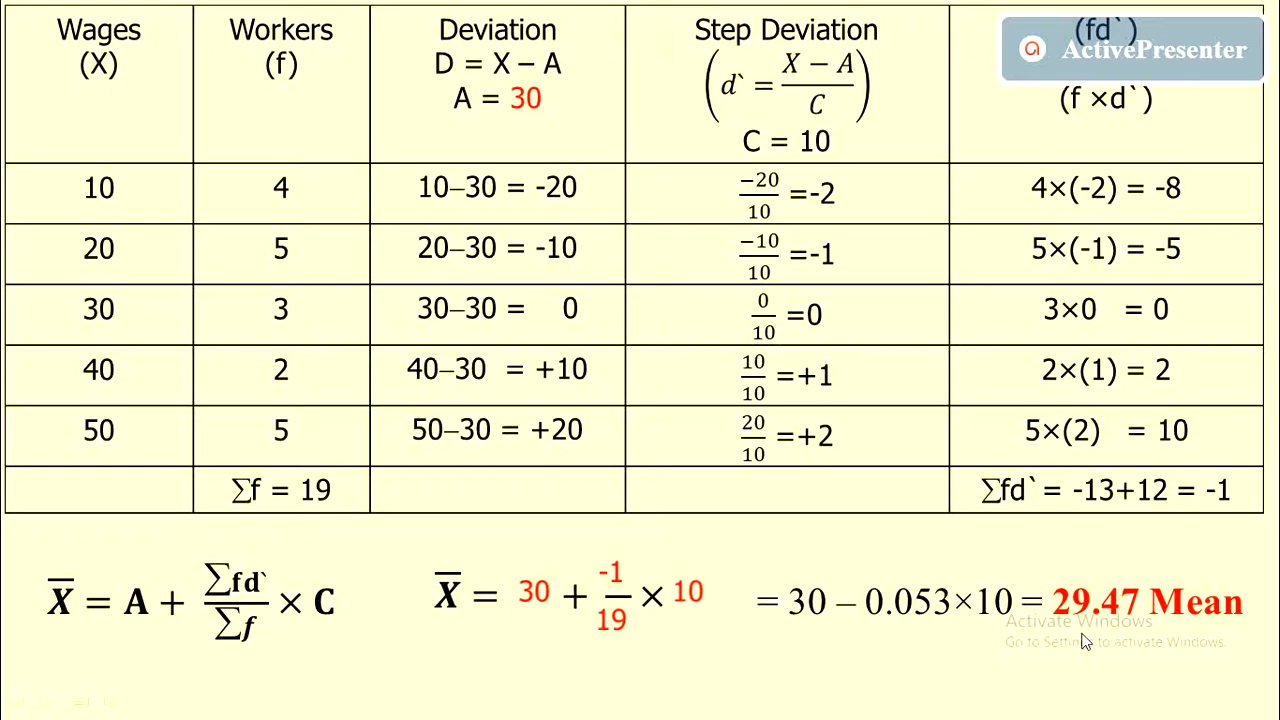 Wages (X) Workers (f) Deviation D = X – A A = 30 Step Deviation (d` = (X − A)/C) C = 10 (fd`) (f ×d`)
ActivePresenter
10 4 10–30 = -20 −20/10 =-2 4×(-2) = -8
20 5 20–30 = -10 −10/10 =-1 5×(-1) = -5
30 3 30–30 = 0 0/10 =0 3×0 = 0
40 2 40–30 = +10 10/10 =+1 2×(1) = 2
50 5 50–30 = +20 20/10 =+2 5×(2) = 10
∑f = 19 ∑fd`= -13+12 = -1
X̅ = A + ∑fd`/∑f × C X̅ = 30 + -1/19 × 10 = 30 – 0.053×10 = 29.47 Mean
Activate Windows
Go to Settings to activate Windows.